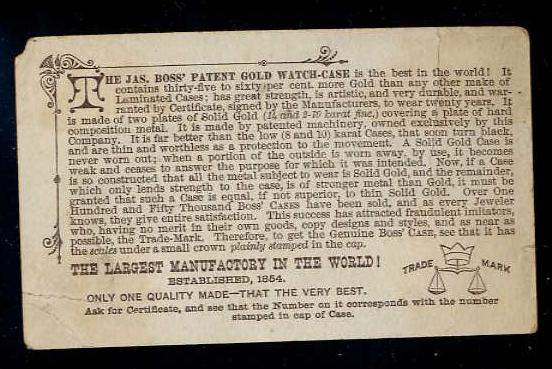 THE JAS. BOSS' PATENT GOLD WATCH-CASE is the best in the world! It
contains thirty-five to sixty per cent. more Gold than any other make of
Laminated Cases; has great strength, is artistic, and very durable, and war-
ranted by Certificate, signed by the Manufacturers, to wear twenty years. It
is made of two plates of Solid Gold (14 and 2-10 karat fine,) covering a plate of hard
composition metal. It is made by patented machinery, owned exclusively by this
Company. It is far better than the low (8 and 10) karat Cases, that soon turn black,
and are thin and worthless as a protection to the movement. A Solid Gold Case is
never worn out; when a portion of the outside is worn away, by use, it becomes
weak and ceases to answer the purpose for which it was intended. Now, if a Case
is so constructed that all the metal subject to wear is Solid Gold, and the remainder,
which only lends strength to the case, is of stronger metal than Gold, it must be
granted that such a Case is equal, if not superior, to thin Solid Gold. Over One
Hundred and Fifty Thousand Boss' CASES have been sold, and as every Jeweler
knows, they give entire satisfaction. This success has attracted fraudulent imitators,
who, having no merit in their own goods, copy designs and styles, and as near as
possible, the Trade-Mark. Therefore, to get the Genuine Boss' CASE, see that it has
the scales under a small crown plainly stamped in the cap.
THE LARGEST MANUFACTORY IN THE WORLD!
ESTABLISHED, 1854.
ONLY ONE QUALITY MADE—THAT THE VERY BEST.
Ask for Certificate, and see that the Number on it corresponds with the number
stamped in cap of Case.
TRADE MARK